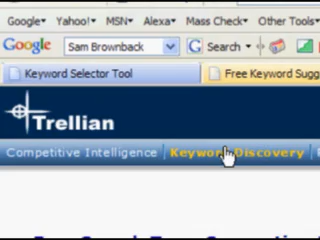 Google Yahoo! MSN Alexa Mass Check Other Tools
Google Sam Brownback G Search
Keyword Selector Tool Free Keyword Sugg
Trellian
Competitive Intelligence Keyword Discovery